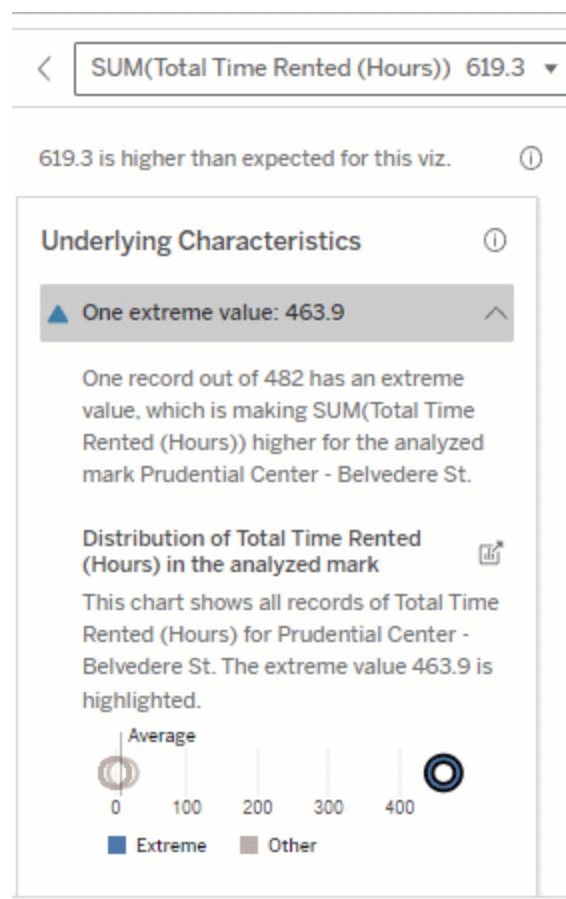 SUM(Total Time Rented (Hours)) 619.3
619.3 is higher than expected for this viz.
Underlying Characteristics
One extreme value: 463.9
One record out of 482 has an extreme
value, which is making SUM(Total Time
Rented (Hours)) higher for the analyzed
mark Prudential Center - Belvedere St.
Distribution of Total Time Rented
(Hours) in the analyzed mark
This chart shows all records of Total Time
Rented (Hours) for Prudential Center -
Belvedere St. The extreme value 463.9 is
highlighted.
Average
0 100 200 300 400
Extreme Other